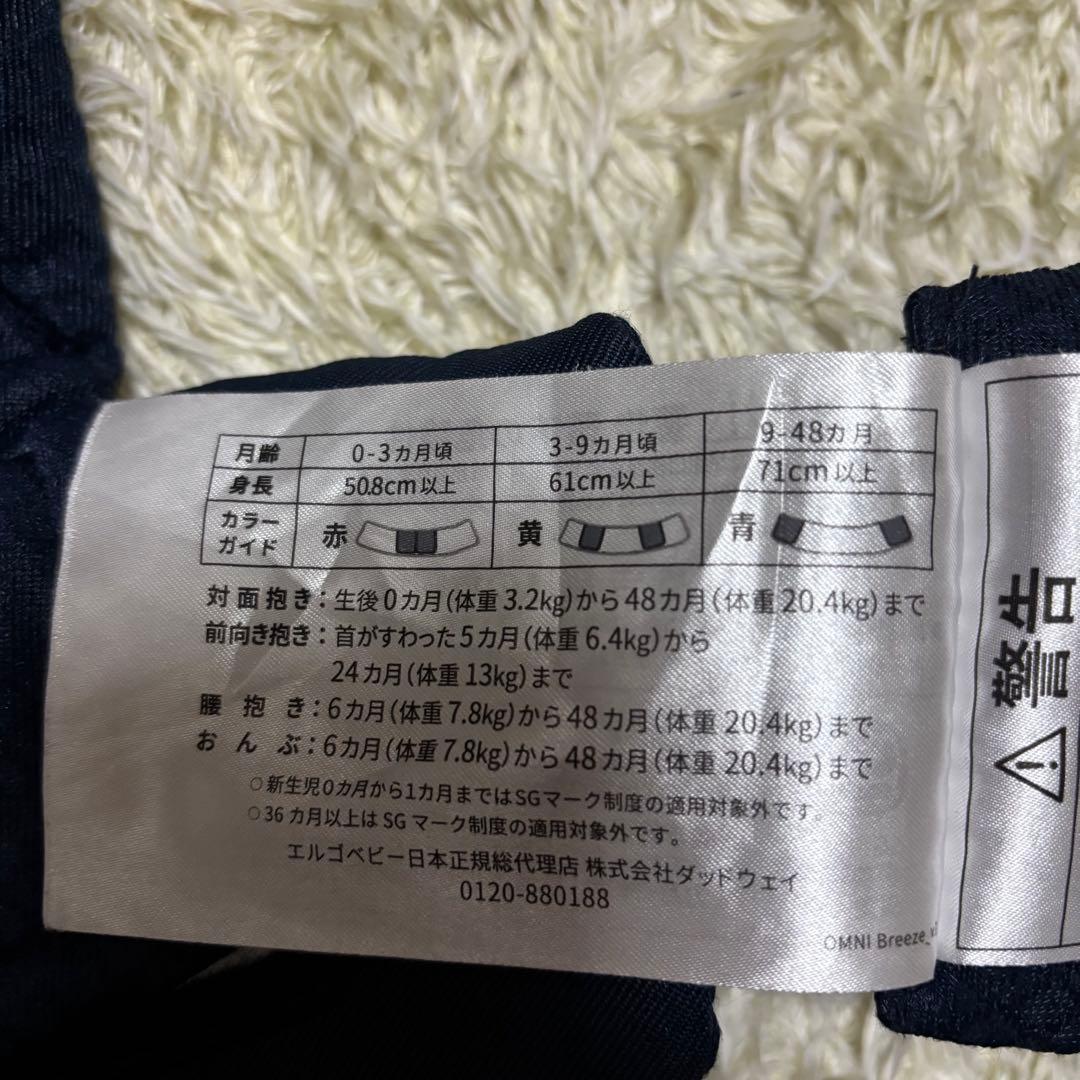 月齢 0-3カ月頃 3-9カ月頃 9-48カ月
身長 50.8cm以上 61cm以上 71cm以上
カラー
ガイド 赤 黄 青
対面抱き：生後0カ月(体重3.2kg)から48カ月(体重20.4kg)まで
前向き抱き：首がすわった5カ月(体重6.4kg)から
24カ月(体重13kg)まで
腰抱き：6カ月(体重7.8kg)から48カ月(体重20.4kg)まで
おんぶ：6カ月(体重7.8kg)から48カ月(体重20.4kg)まで
○新生児0カ月から1カ月まではSGマーク制度の適用対象外です。
○36カ月以上はSGマーク制度の適用対象外です。
エルゴベビー日本正規総代理店 株式会社ダッドウェイ
0120-880188
OMNI Breeze_
警告